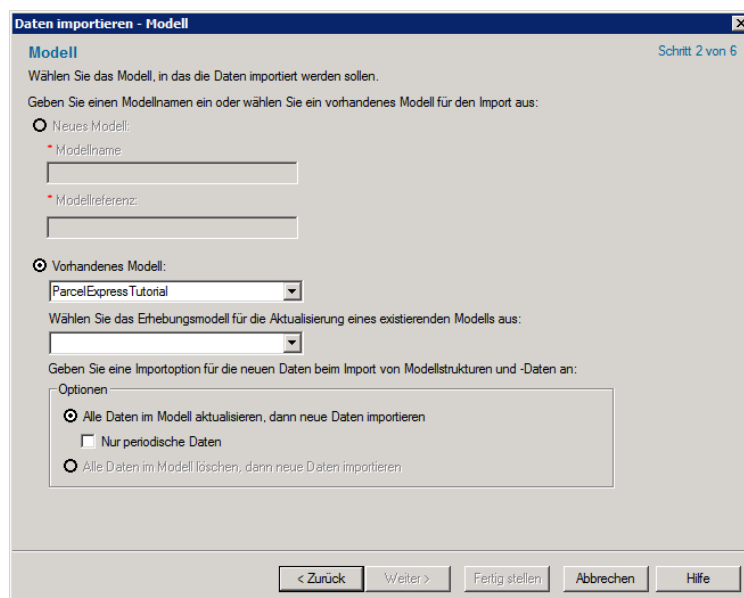 Daten importieren - Modell
Modell
Schritt 2 von 6
Wählen Sie das Modell, in das die Daten importiert werden sollen.
Geben Sie einen Modellnamen ein oder wählen Sie ein vorhandenes Modell für den Import aus:
Neues Modell:
* Modellname
* Modellreferenz:
Vorhandenes Modell:
ParcelExpressTutorial
Wählen Sie das Erhebungsmodell für die Aktualisierung eines existierenden Modells aus:
Geben Sie eine Importoption für die neuen Daten beim Import von Modellstrukturen und -Daten an:
Optionen
Alle Daten im Modell aktualisieren, dann neue Daten importieren
Nur periodische Daten
Alle Daten im Modell löschen, dann neue Daten importieren
< Zurück
Weiter >
Fertig stellen
Abbrechen
Hilfe